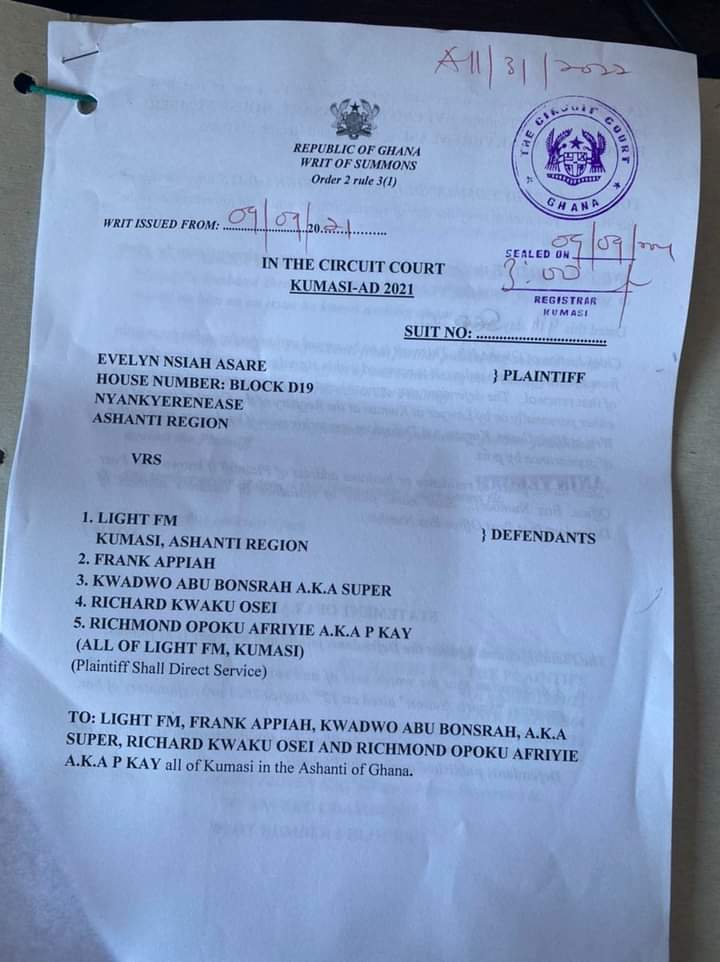 A11/31/2022
REPUBLIC OF GHANA
WRIT OF SUMMONS
Order 2 rule 3(1)
THE CIRCUIT COURT
GHANA
WRIT ISSUED FROM: 09/09/2021
SEALED ON 09/09/
3:00
REGISTRAR
KUMASI
IN THE CIRCUIT COURT
KUMASI-AD 2021
SUIT NO: ..................................
EVELYN NSIAH ASARE
HOUSE NUMBER: BLOCK D19 } PLAINTIFF
NYANKYERENEASE
ASHANTI REGION
VRS
1. LIGHT FM
KUMASI, ASHANTI REGION } DEFENDANTS
2. FRANK APPIAH
3. KWADWO ABU BONSRAH A.K.A SUPER
4. RICHARD KWAKU OSEI
5. RICHMOND OPOKU AFRIYIE A.K.A P KAY
(ALL OF LIGHT FM, KUMASI)
(Plaintiff Shall Direct Service)
TO: LIGHT FM, FRANK APPIAH, KWADWO ABU BONSRAH, A.K.A
SUPER, RICHARD KWAKU OSEI AND RICHMOND OPOKU AFRIYIE
A.K.A P KAY all of Kumasi in the Ashanti of Ghana.